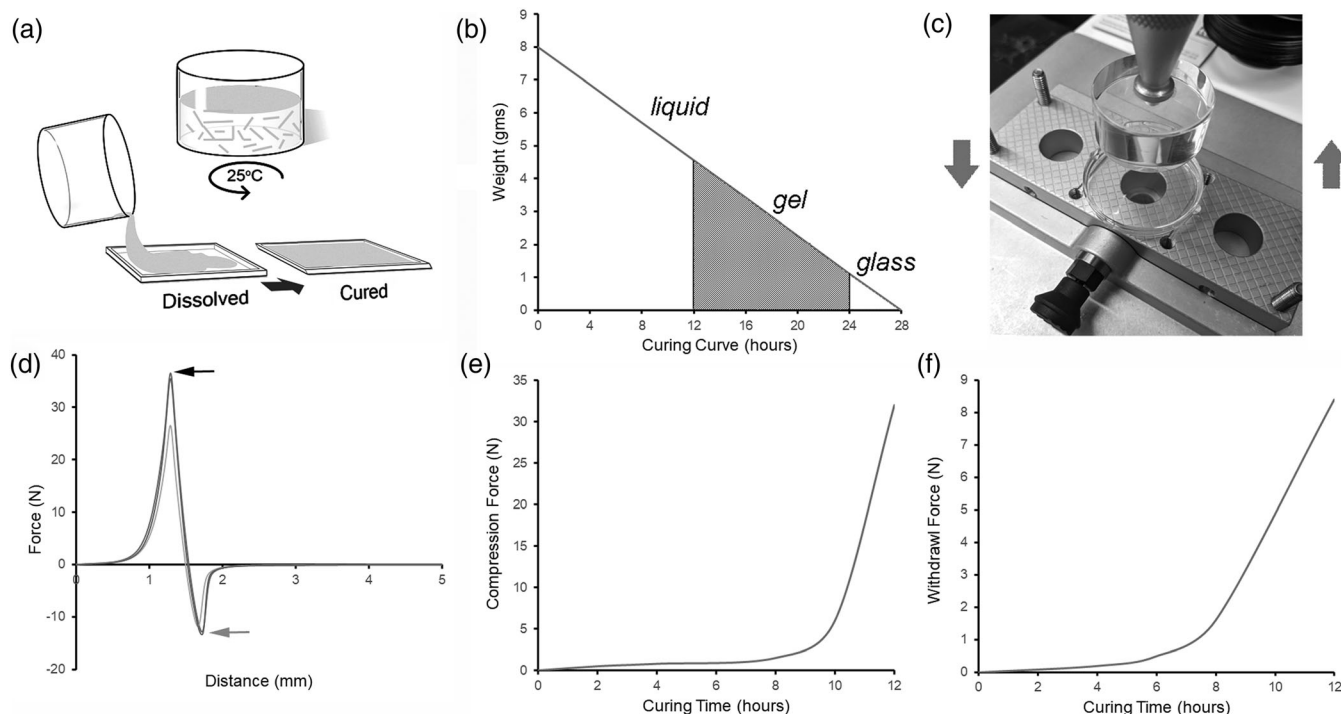 (a)
25°C
Dissolved
Cured
(b)
Weight (gms)
9
8
7
6
5
4
3
2
1
0
liquid
gel
glass
0 4 8 12 16 20 24 28
Curing Curve (hours)
(c)
(d)
Force (N)
40
30
20
10
0
-10
-20
0 1 2 3 4 5
Distance (mm)
(e)
Compression Force (N)
35
30
25
20
15
10
5
0
0 2 4 6 8 10 12
Curing Time (hours)
(f)
Withdrawl Force (N)
9
8
7
6
5
4
3
2
1
0
0 2 4 6 8 10 12
Curing Time (hours)